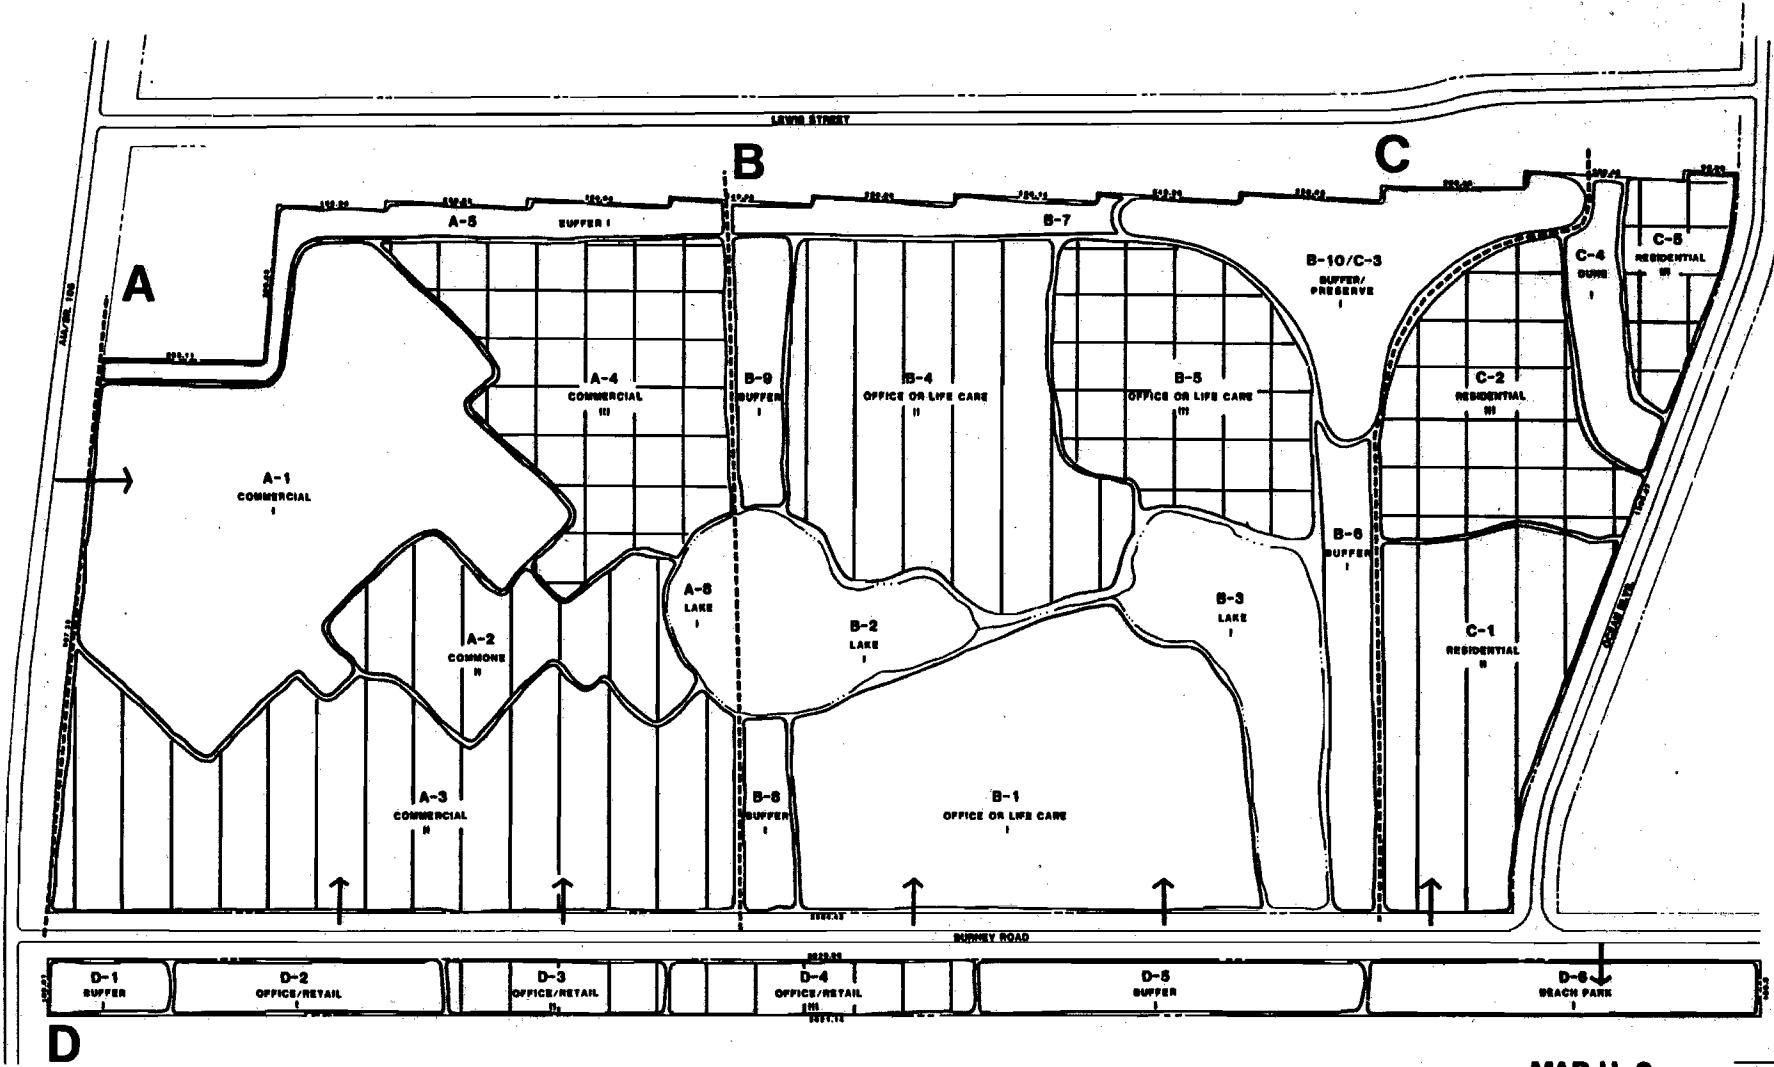 LEWIS STREET
B
C
A-5
BUFFER I
B-7
A
B-10/C-3
BUFFER/
PRESERVE
I
C-4
DUNE
I
C-5
RESIDENTIAL
III
A-4
COMMERCIAL
III
B-9
BUFFER
I
B-4
OFFICE OR LIFE CARE
II
B-5
OFFICE OR LIFE CARE
III
C-2
RESIDENTIAL
III
A-1
COMMERCIAL
I
B-6
BUFFER
I
A-6
LAKE
I
B-2
LAKE
I
B-3
LAKE
I
A-2
COMMONE
II
C-1
RESIDENTIAL
II
OCEAN BLVD.
A-3
COMMERCIAL
II
B-8
BUFFER
I
B-1
OFFICE OR LIFE CARE
I
BURNEY ROAD
D-1
BUFFER
I
D-2
OFFICE/RETAIL
I
D-3
OFFICE/RETAIL
II
D-4
OFFICE/RETAIL
III
D-5
BUFFER
I
D-6
BEACH PARK
I
D